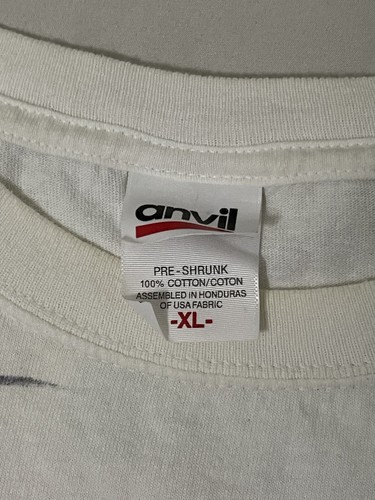 anvil
PRE-SHRUNK
100% COTTON/COTON
ASSEMBLED IN HONDURAS
OF USA FABRIC
-XL-